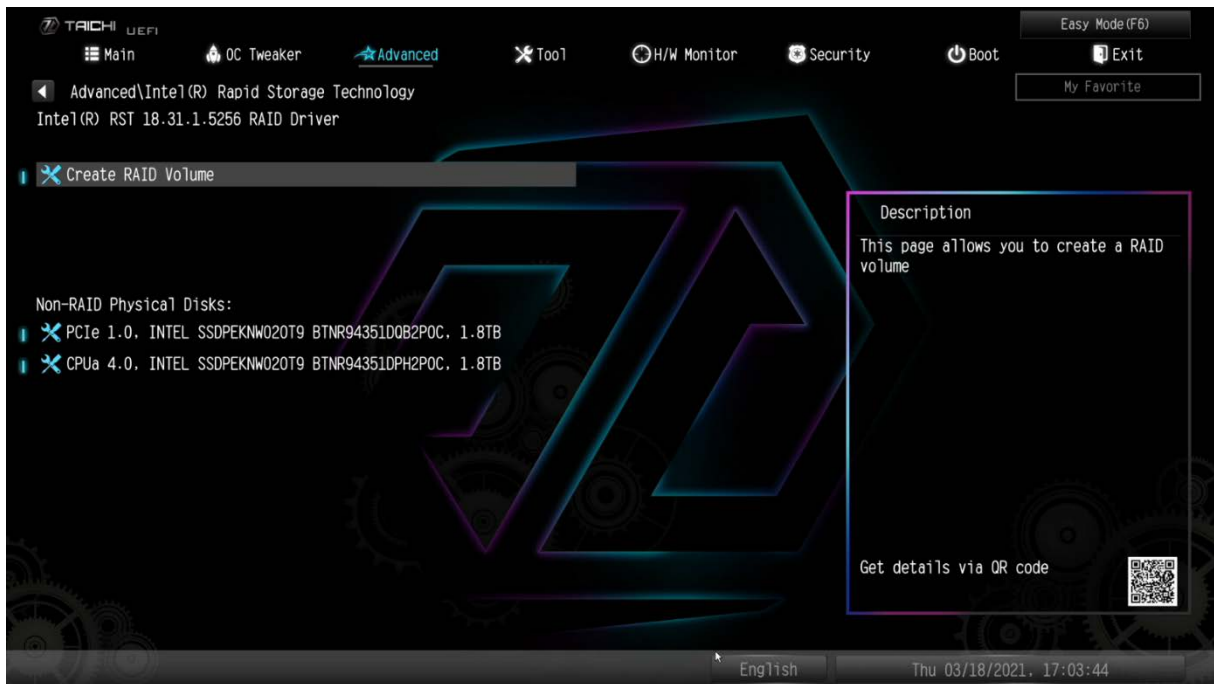 TAICHI UEFI
Easy Mode(F6)
Main OC Tweaker Advanced Tool H/W Monitor Security Boot Exit
Advanced\Intel(R) Rapid Storage Technology
My Favorite
Intel(R) RST 18.31.1.5256 RAID Driver
Create RAID Volume
Description
This page allows you to create a RAID
volume
Non-RAID Physical Disks:
PCIe 1.0, INTEL SSDPEKNW020T9 BTNR94351DQB2P0C, 1.8TB
CPUa 4.0, INTEL SSDPEKNW020T9 BTNR94351DPH2P0C, 1.8TB
Get details via QR code
English
Thu 03/18/2021, 17:03:44